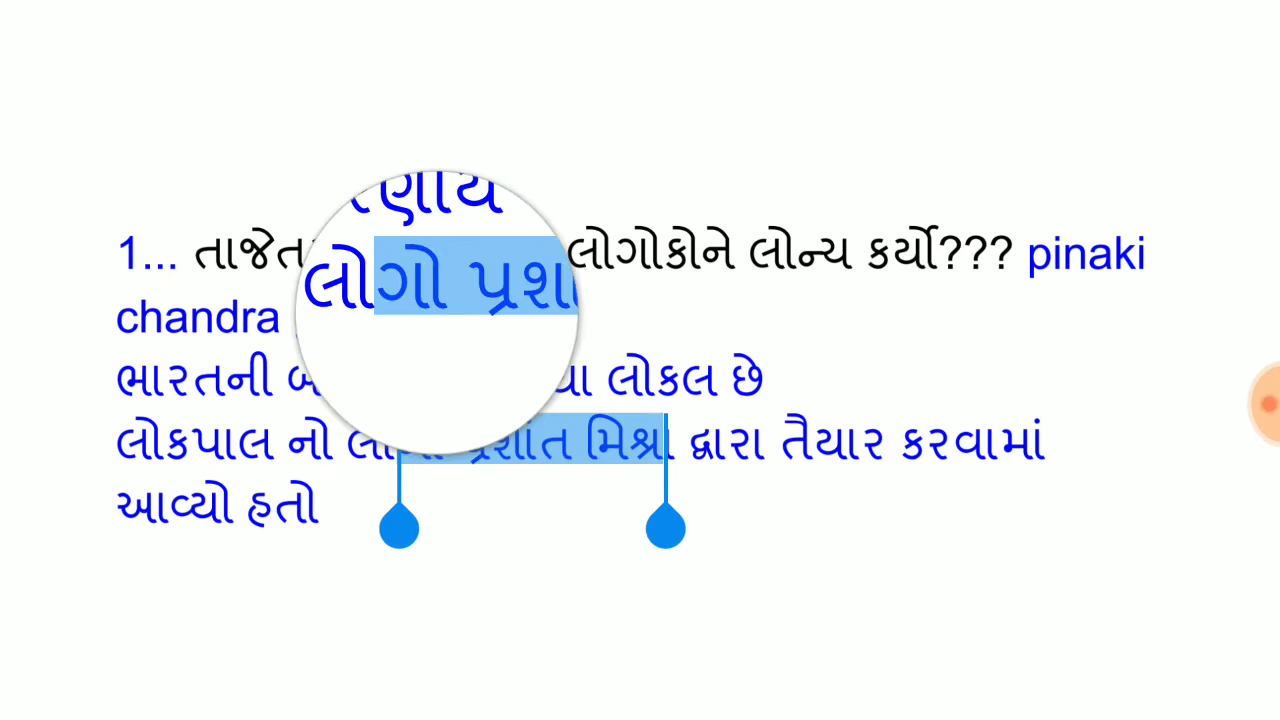 1... લોગોકોને લોન્ય કર્યો??? pinaki
chandra
ભારતની લોકલ છે
લોકપાલ નો લોગો પ્રશાંત મિશ્રા દ્વારા તૈયાર કરવામાં
આવ્યો હતો